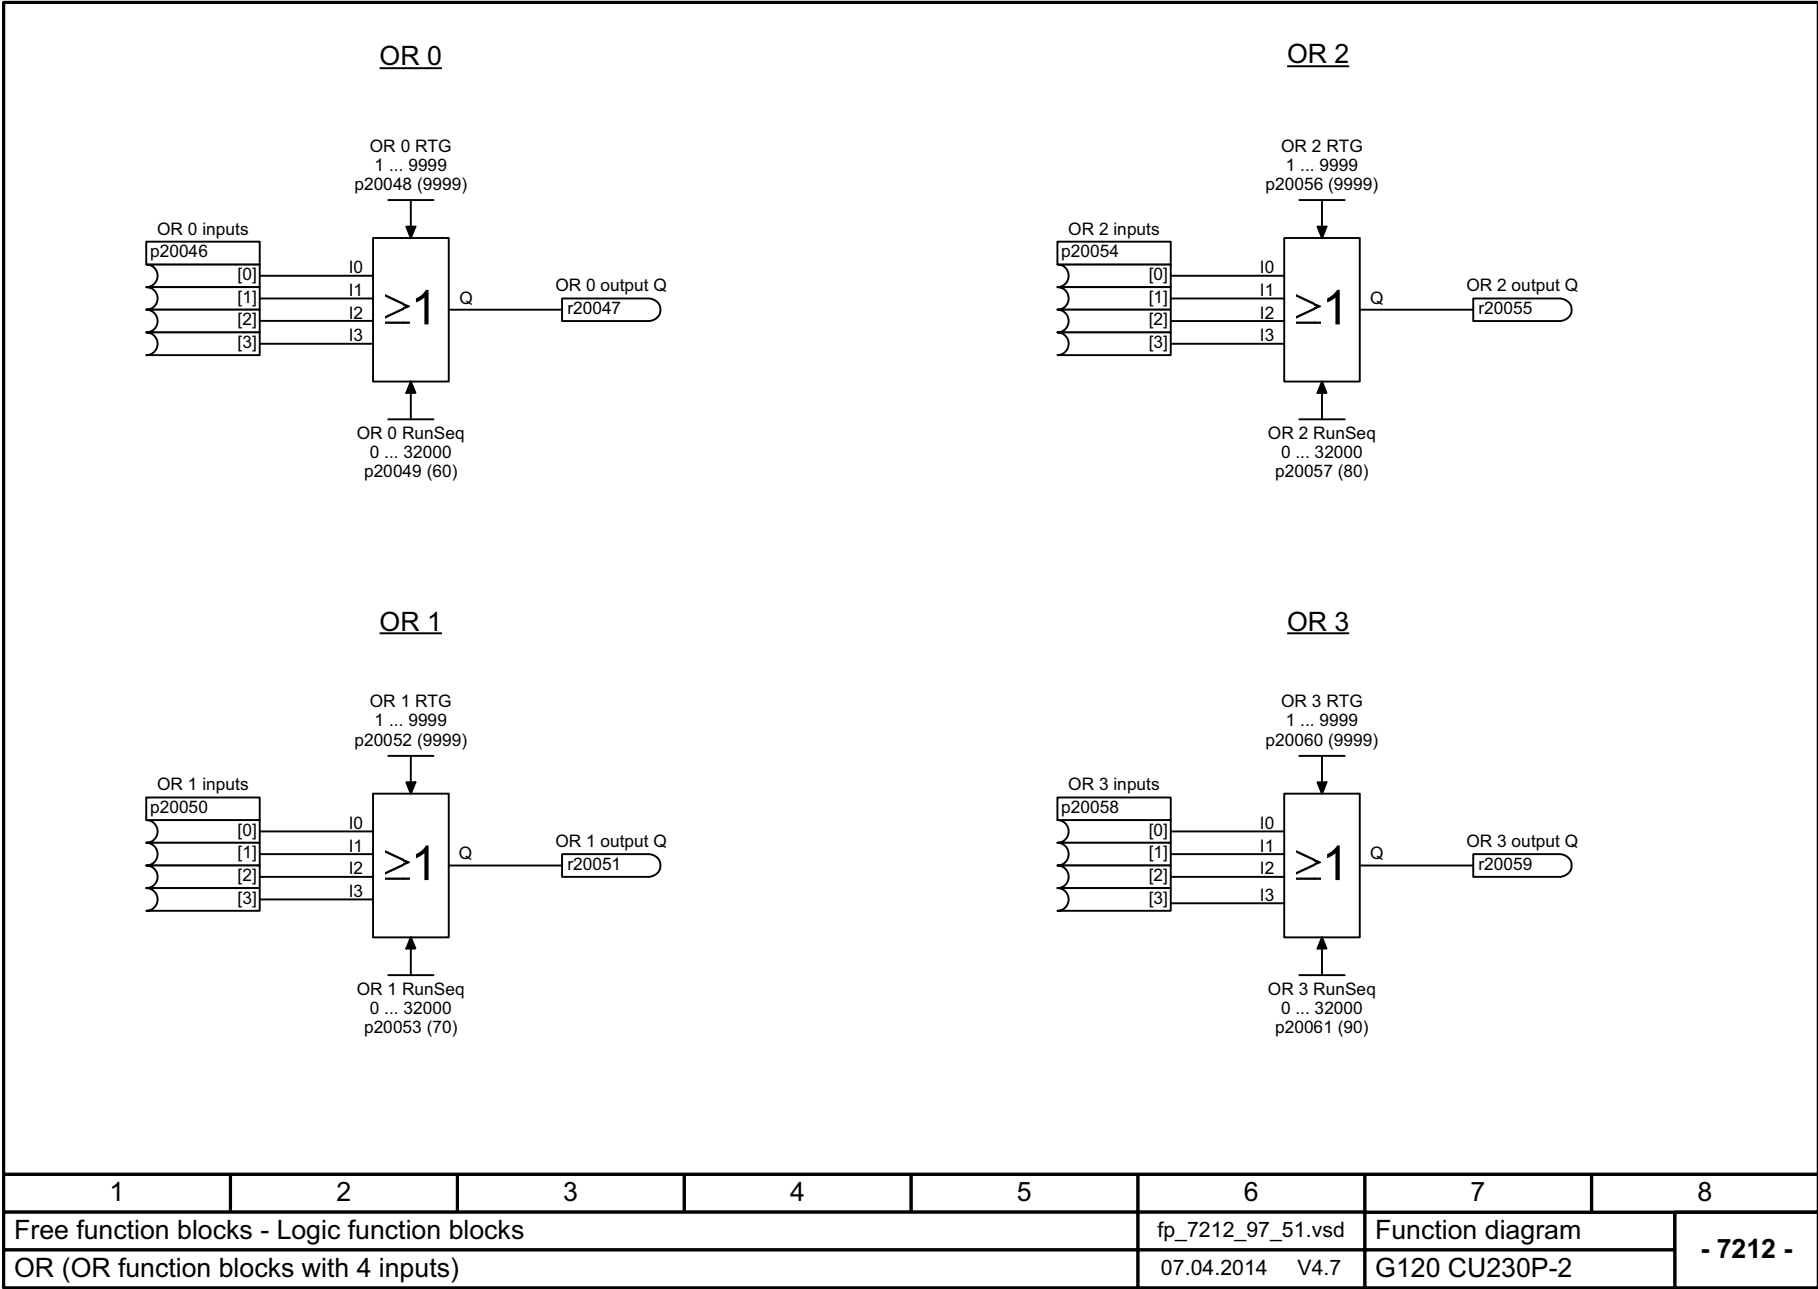 OR 0
OR 0 RTG
1 ... 9999
p20048 (9999)
OR 0 inputs
p20046
[0]
[1]
[2]
[3]
I0
I1
I2
I3
≥1
Q
OR 0 output Q
r20047
OR 0 RunSeq
0 ... 32000
p20049 (60)
OR 2
OR 2 RTG
1 ... 9999
p20056 (9999)
OR 2 inputs
p20054
[0]
[1]
[2]
[3]
I0
I1
I2
I3
≥1
Q
OR 2 output Q
r20055
OR 2 RunSeq
0 ... 32000
p20057 (80)
OR 1
OR 1 RTG
1 ... 9999
p20052 (9999)
OR 1 inputs
p20050
[0]
[1]
[2]
[3]
I0
I1
I2
I3
≥1
Q
OR 1 output Q
r20051
OR 1 RunSeq
0 ... 32000
p20053 (70)
OR 3
OR 3 RTG
1 ... 9999
p20060 (9999)
OR 3 inputs
p20058
[0]
[1]
[2]
[3]
I0
I1
I2
I3
≥1
Q
OR 3 output Q
r20059
OR 3 RunSeq
0 ... 32000
p20061 (90)
1 2 3 4 5 6 7 8
Free function blocks - Logic function blocks
fp_7212_97_51.vsd
Function diagram
- 7212 -
OR (OR function blocks with 4 inputs)
07.04.2014 V4.7
G120 CU230P-2